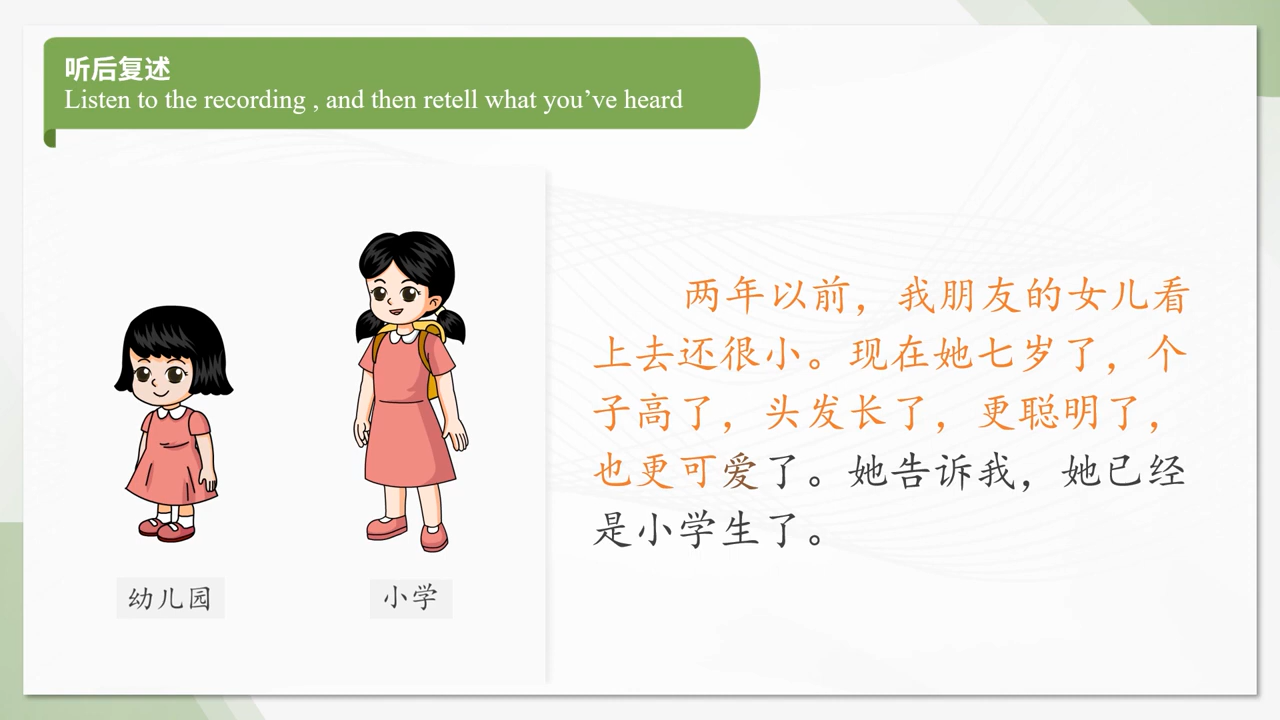 听后复述
Listen to the recording , and then retell what you’ve heard
两年以前，我朋友的女儿看
上去还很小。现在她七岁了，个
子高了，头发长了，更聪明了，
也更可爱了。她告诉我，她已经
是小学生了。
幼儿园
小学